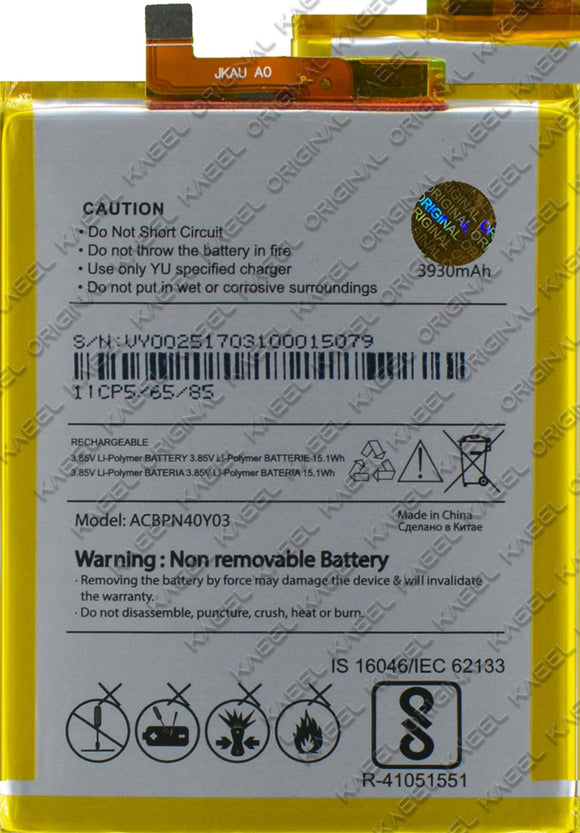 JKAU A0
CAUTION
• Do Not Short Circuit
• Do not throw the battery in fire
• Use only YU specified charger
• Do not put in wet or corrosive surroundings
ORIGINAL
3930mAh
S/N:VY0025170310001 5079
11CP5/65/85
RECHARGEABLE
3.85V Li-Polymer BATTERY 3.85V Li-Polymer BATTERIE 15.1Wh
3.85V Li-Polymer BATERIA 3.85V Li-Polymer BATERIA 15.1Wh
Model: ACBPN40Y03
Made in China
Сделано в Китае
Warning : Non removable Battery
· Removing the battery by force may damage the device & will invalidate
the warranty.
· Do not disassemble, puncture, crush, heat or burn.
IS 16046/IEC 62133
R-41051551
KAEEL ORIGINAL